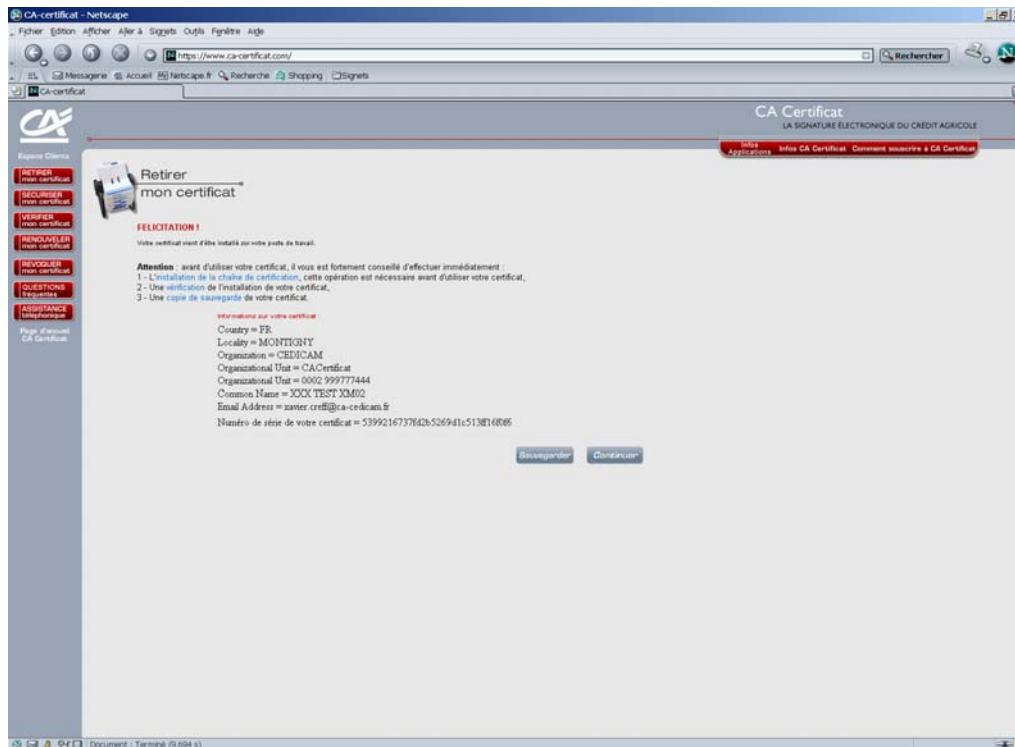 CA-certificat - Netscape
Fichier Edition Afficher Aller à Signets Outils Fenêtre Aide
https://www.ca-certificat.com/
Rechercher
Messagerie Accueil Netscape.fr Recherche Shopping Signets
CA-certificat
CA
CA Certificat
LA SIGNATURE ÉLECTRONIQUE DU CRÉDIT AGRICOLE
Infos
Applications
Infos CA Certificat
Comment souscrire à CA Certificat
Espace Clients
RETIRER
mon certificat
SECURISER
mon certificat
VERIFIER
mon certificat
RENOUVELER
mon certificat
REVOQUER
mon certificat
QUESTIONS
fréquentes
ASSISTANCE
téléphonique
Page d'accueil
CA Certificat
Retirer
mon certificat
FELICITATION !
Votre certificat vient d'être installé sur votre poste de travail.
Attention : avant d'utiliser votre certificat, il vous est fortement conseillé d'effectuer immédiatement :
1 - L'installation de la chaîne de certification, cette opération est nécessaire avant d'utiliser votre certificat,
2 - Une vérification de l'installation de votre certificat,
3 - Une copie de sauvegarde de votre certificat.
Informations sur votre certificat :
Country = FR
Locality = MONTIGNY
Organization = CEDICAM
Organizational Unit = CACertificat
Organizational Unit = 0002 999777444
Common Name = XXX TEST XM02
Email Address = xavier.creff@ca-cedicam.fr
Numéro de série de votre certificat =
Sauvegarder
Continuer
Document : Terminé (9,694 s)